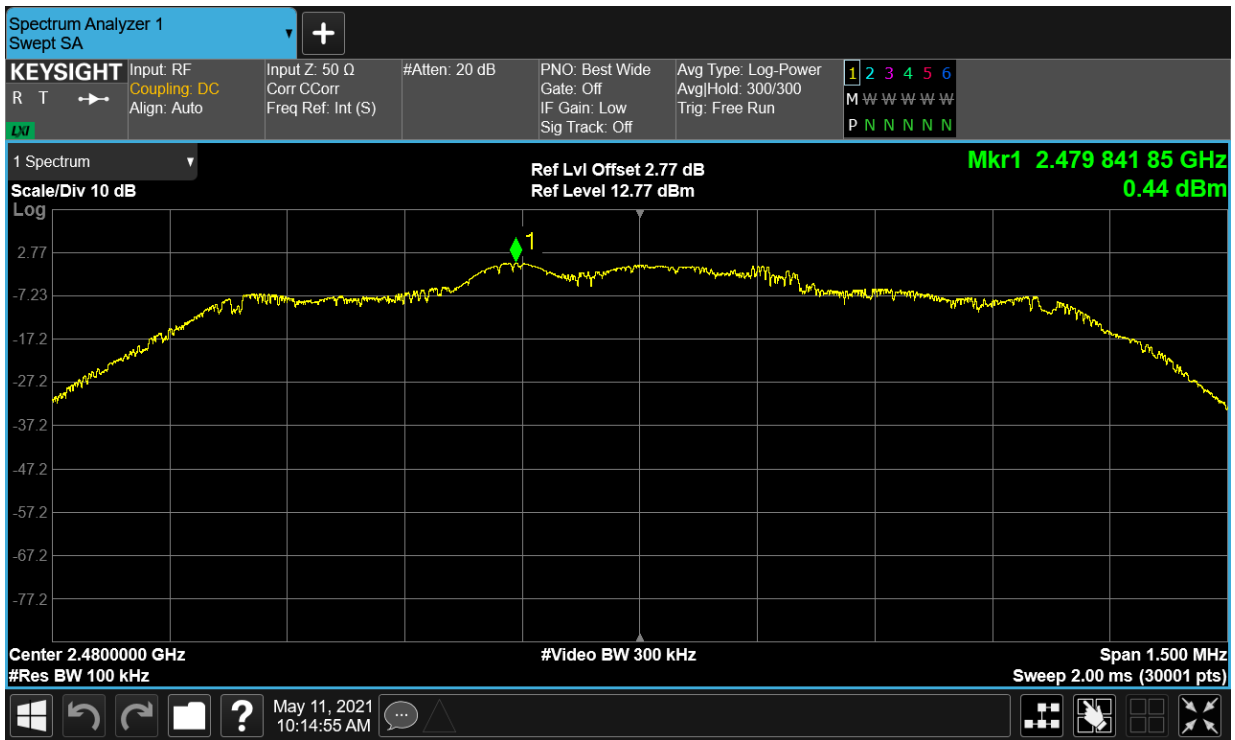 Spectrum Analyzer 1
Swept SA
KEYSIGHT
R T
LXI
Input: RF
Coupling: DC
Align: Auto
Input Z: 50 Ω
Corr CCorr
Freq Ref: Int (S)
#Atten: 20 dB
PNO: Best Wide
Gate: Off
IF Gain: Low
Sig Track: Off
Avg Type: Log-Power
Avg|Hold: 300/300
Trig: Free Run
1 2 3 4 5 6
M W W W W W
P N N N N N
1 Spectrum
Scale/Div 10 dB
Log
Ref Lvl Offset 2.77 dB
Ref Level 12.77 dBm
Mkr1 2.479 841 85 GHz
0.44 dBm
1
2.77
-7.23
-17.2
-27.2
-37.2
-47.2
-57.2
-67.2
-77.2
Center 2.4800000 GHz
#Res BW 100 kHz
#Video BW 300 kHz
Span 1.500 MHz
Sweep 2.00 ms (30001 pts)
?
May 11, 2021
10:14:55 AM